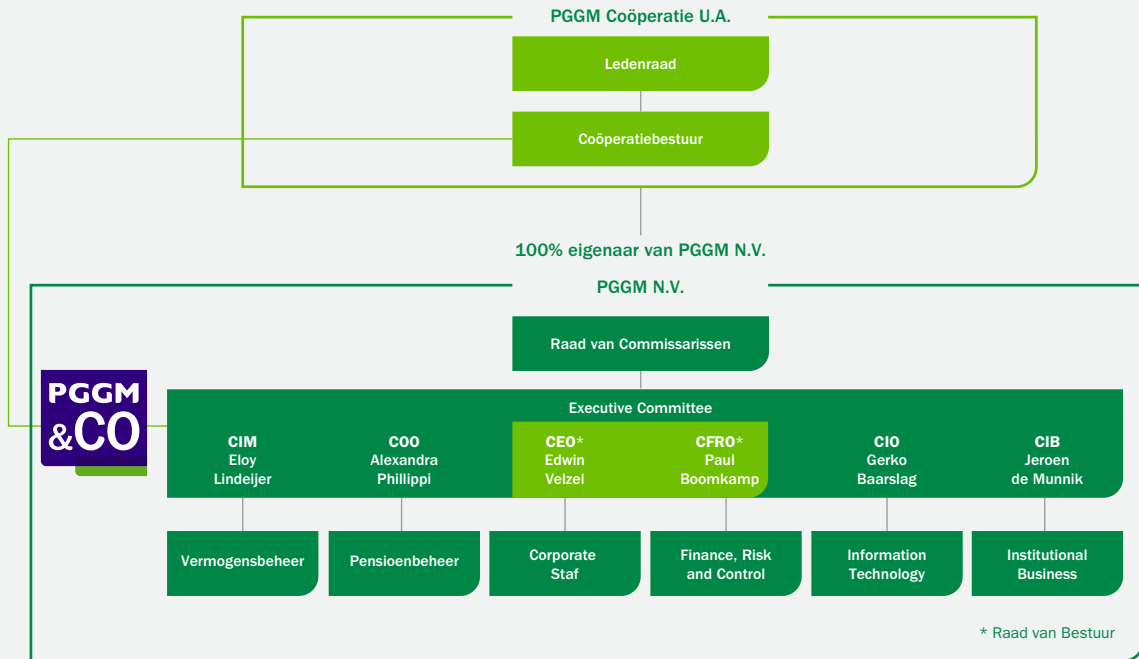 PGGM Coöperatie U.A.
Ledenraad
Coöperatiebestuur
100% eigenaar van PGGM N.V.
PGGM N.V.
Raad van Commissarissen
PGGM
&CO
Executive Committee
CIM
Eloy
Lindeijer
COO
Alexandra
Phillippi
CEO*
Edwin
Velzel
CFRO*
Paul
Boomkamp
CIO
Gerko
Baarslag
CIB
Jeroen
de Munnik
Vermogensbeheer
Pensioenbeheer
Corporate
Staf
Finance, Risk
and Control
Information
Technology
Institutional
Business
* Raad van Bestuur